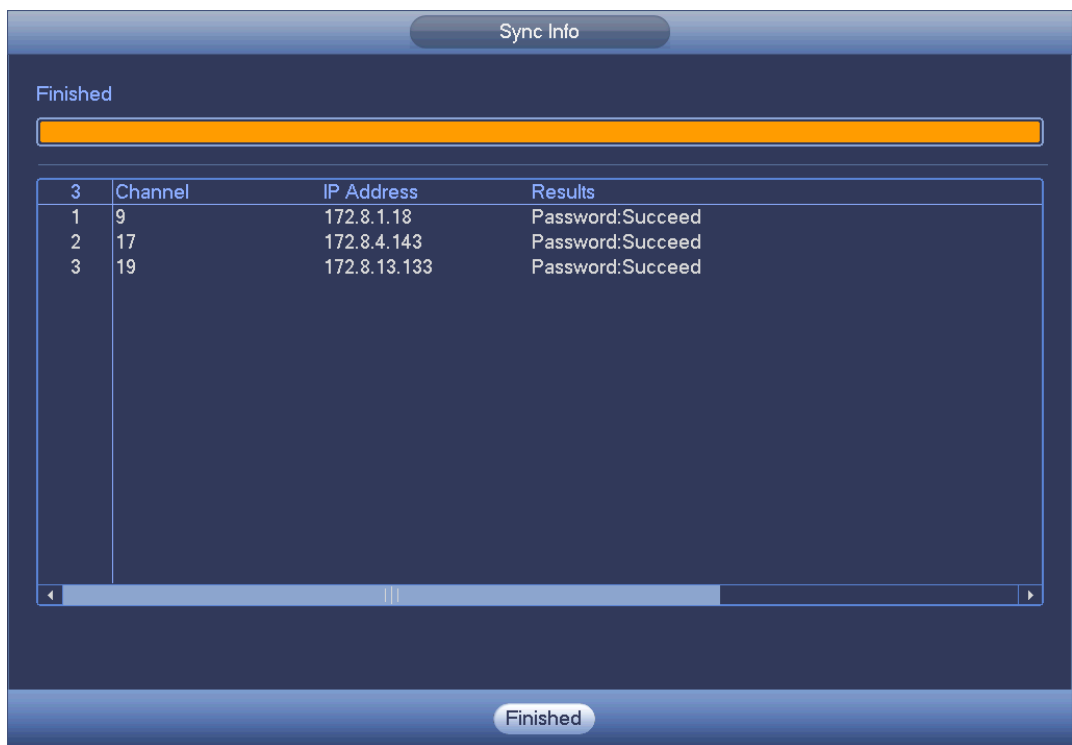 Sync Info
Finished
3 Channel IP Address Results
1 9 172.8.1.18 Password:Succeed
2 17 172.8.4.143 Password:Succeed
3 19 172.8.13.133 Password:Succeed
Finished